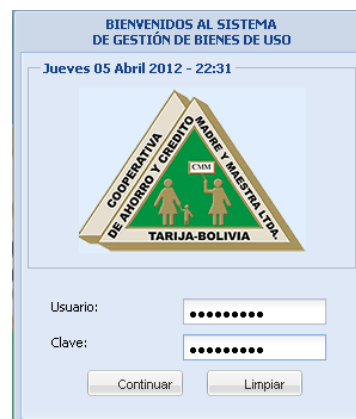 BIENVENIDOS AL SISTEMA
DE GESTIÓN DE BIENES DE USO
Jueves 05 Abril 2012 - 22:31
COOPERATIVA
DE AHORRO Y CREDITO
MADRE Y MAESTRA LTDA.
CMM
TARIJA-BOLIVIA
Usuario:
●●●●●●●●●
Clave:
●●●●●●●●●
Continuar Limpiar